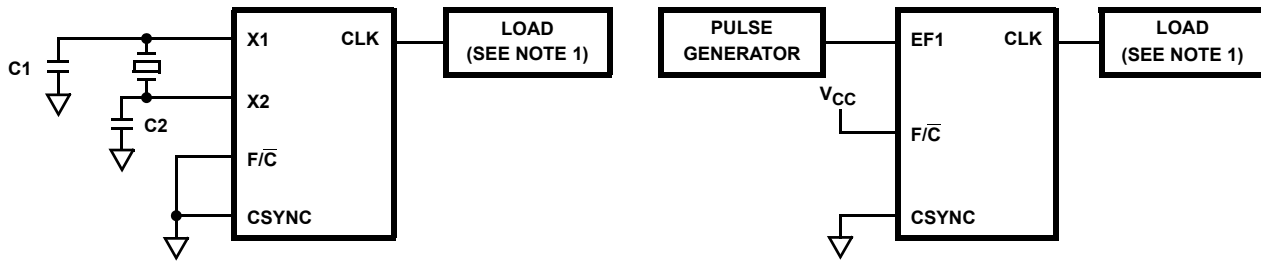 C1
C2
X1
X2
F/C̅
CSYNC
CLK
LOAD
(SEE NOTE 1)
PULSE
GENERATOR
VCC
EF1
F/C̅
CSYNC
CLK
LOAD
(SEE NOTE 1)